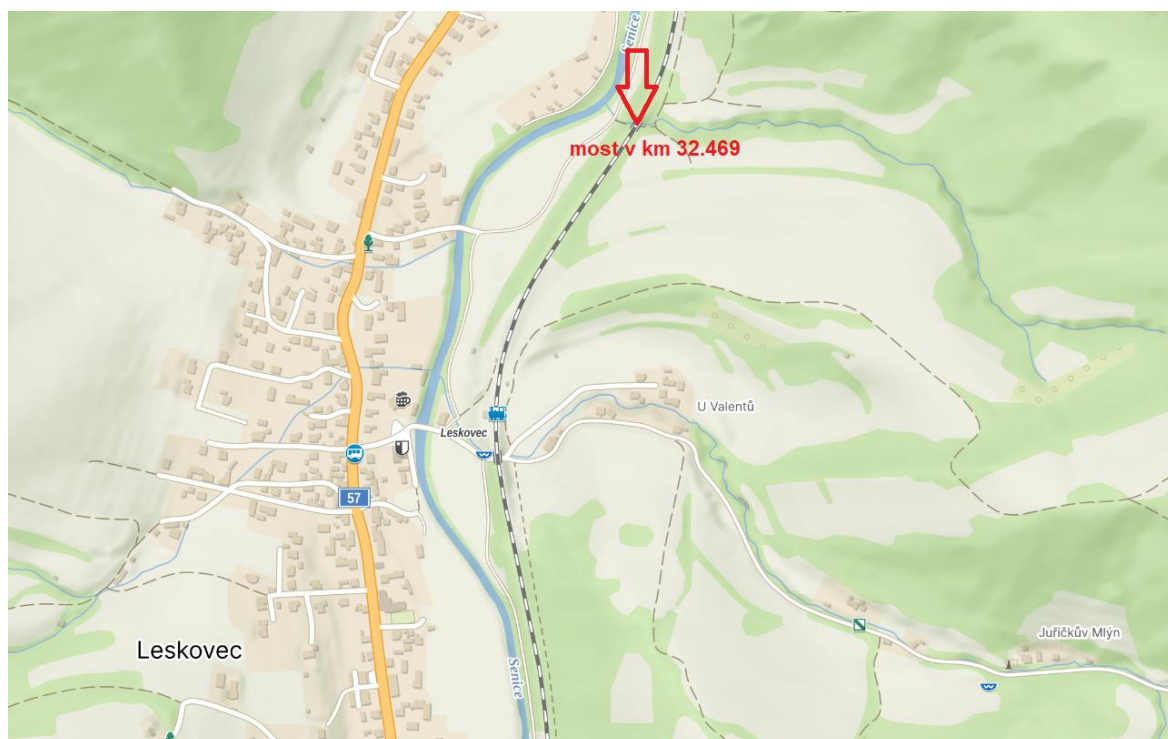 Senice
most v km 32.469
U Valentů
Leskovec
57
Juřičkův Mlýn
Leskovec
Senice